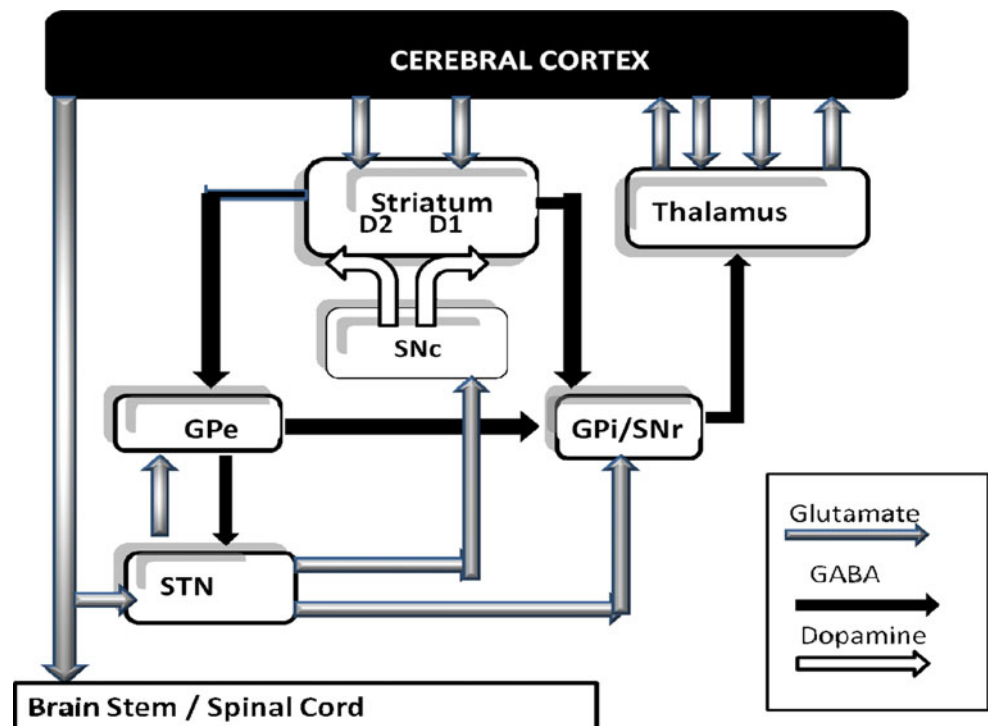 CEREBRAL CORTEX
Striatum
D2 D1
Thalamus
SNc
GPe
GPi/SNr
STN
Glutamate
GABA
Dopamine
Brain Stem / Spinal Cord